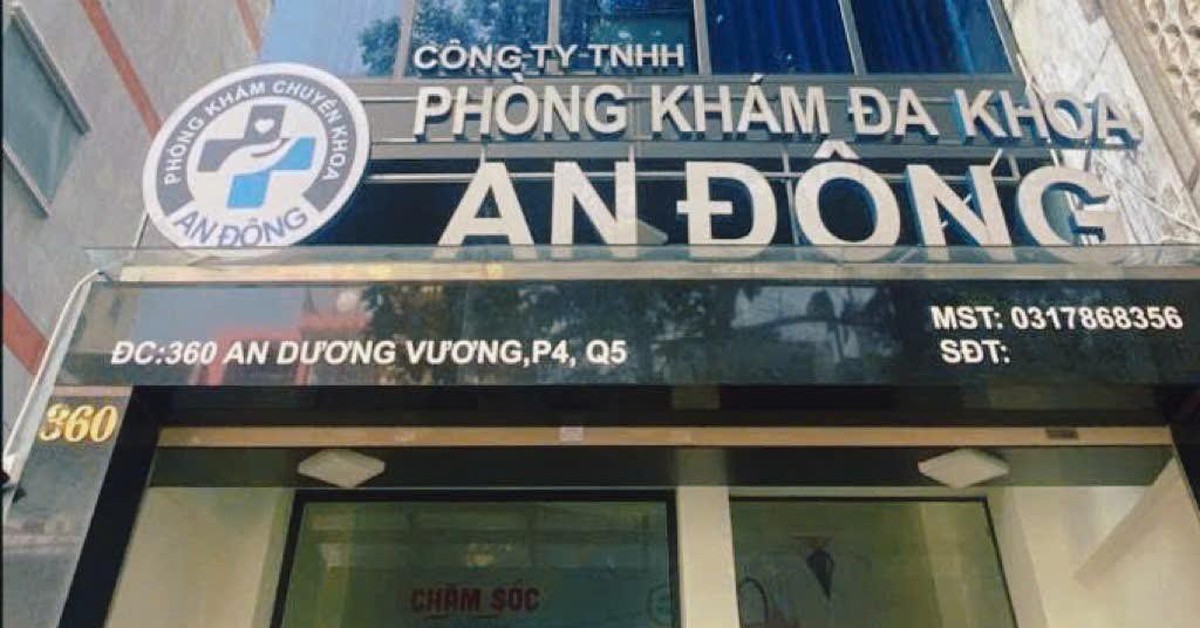 CÔNG TY TNHH
PHÒNG KHÁM ĐA KHOA
AN ĐÔNG
PHÒNG KHÁM CHUYÊN KHOA
AN ĐÔNG
ĐC:360 AN DƯƠNG VƯƠNG,P4, Q5
MST: 0317868356
SĐT:
360
CHĂM SÓC